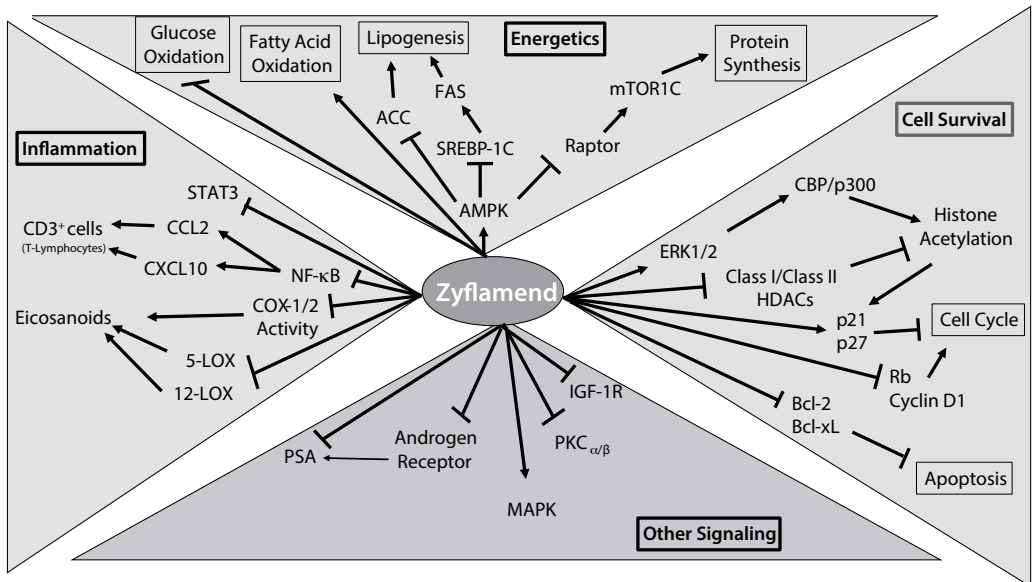 Glucose
Oxidation
Fatty Acid
Oxidation
Lipogenesis
Energetics
Protein
Synthesis
FAS
ACC
mTOR1C
SREBP-1C
Raptor
AMPK
Inflammation
STAT3
CD3+ cells
(T-Lymphocytes)
CCL2
CXCL10
NF-κB
COX-1/2
Activity
Eicosanoids
5-LOX
12-LOX
Zyflamend
Cell Survival
CBP/p300
Histone
Acetylation
ERK1/2
Class I/Class II
HDACs
p21
p27
Cell Cycle
Rb
Cyclin D1
Bcl-2
Bcl-xL
Apoptosis
IGF-1R
PKC α/β
Androgen
Receptor
PSA
MAPK
Other Signaling